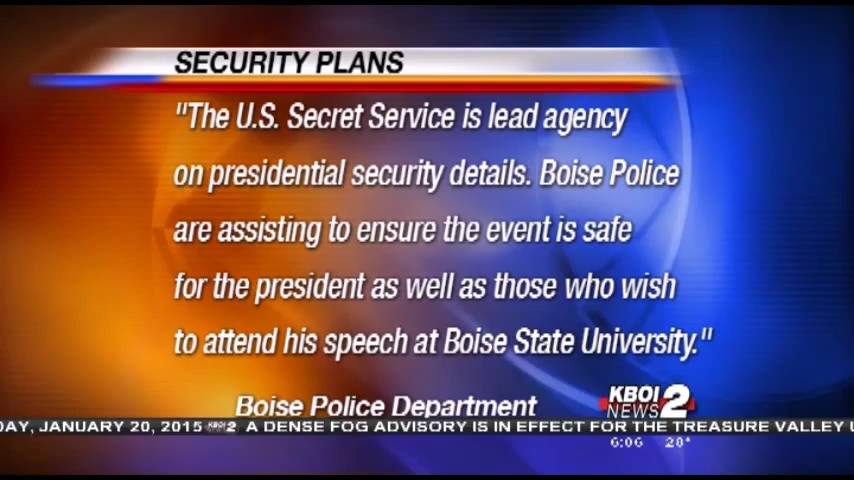 SECURITY PLANS
"The U.S. Secret Service is lead agency
on presidential security details. Boise Police
are assisting to ensure the event is safe
for the president as well as those who wish
to attend his speech at Boise State University."
Boise Police Department
KBOI
NEWS 2
DAY, JANUARY 20, 2015 KBOI 2 A DENSE FOG ADVISORY IS IN EFFECT FOR THE TREASURE VALLEY U
6:06 28°